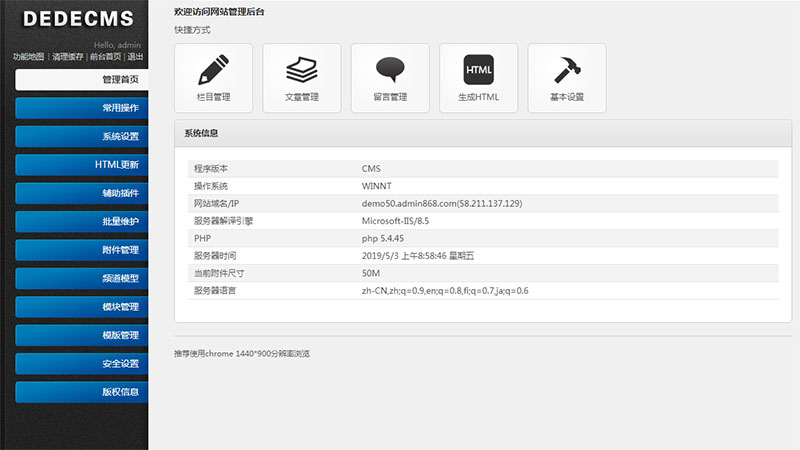 DEDECMS
Hello, admin
功能地图 | 清理缓存 | 前台首页 | 退出
管理首页
常用操作
系统设置
HTML更新
辅助插件
批量维护
附件管理
频道模型
模块管理
模版管理
安全设置
版权信息
欢迎访问网站管理后台
快捷方式
栏目管理
文章管理
留言管理
HTML
生成HTML
基本设置
系统信息
程序版本 CMS
操作系统 WINNT
网站域名/IP demo50.admin868.com(58.211.137.129)
服务器解译引擎 Microsoft-IIS/8.5
PHP php 5.4.45
服务器时间 2019/5/3 上午8:58:46 星期五
当前附件尺寸 50M
服务器语言 zh-CN,zh;q=0.9,en;q=0.8,fi;q=0.7,ja;q=0.6
推荐使用chrome 1440*900分辨率浏览